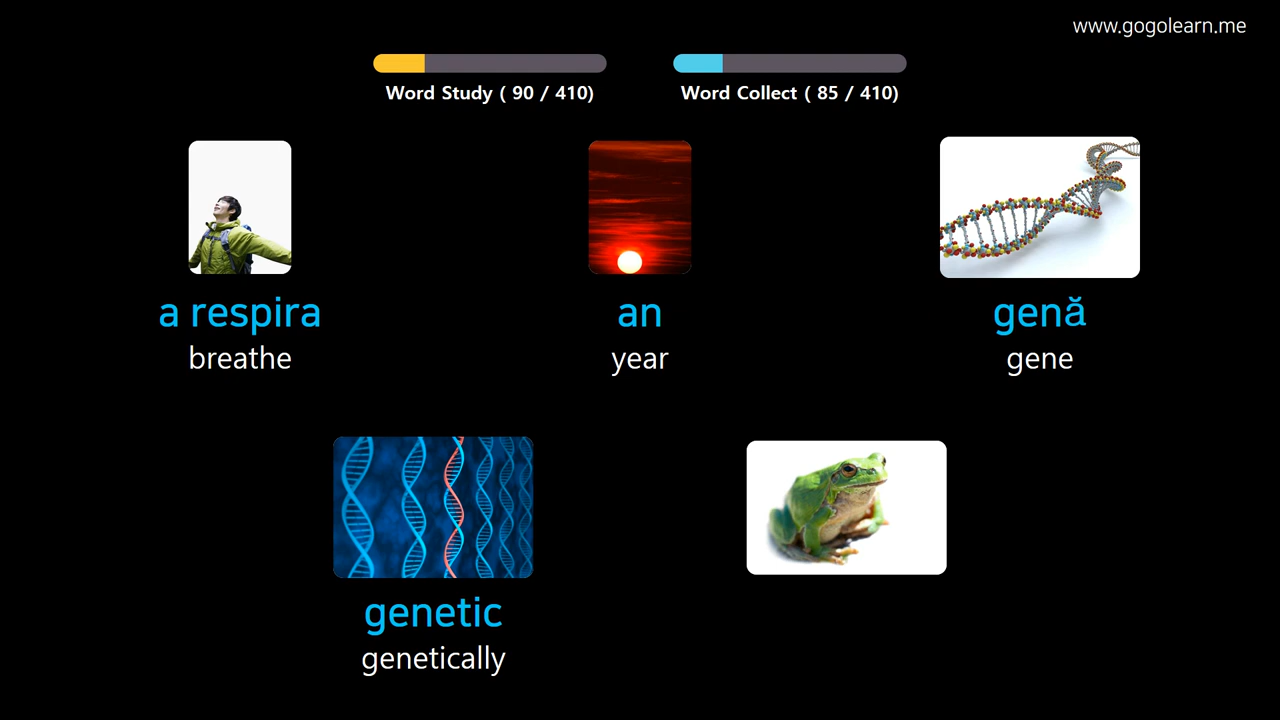 www.gogolearn.me
Word Study ( 90 / 410)
Word Collect ( 85 / 410)
a respira
breathe
an
year
genă
gene
genetic
genetically